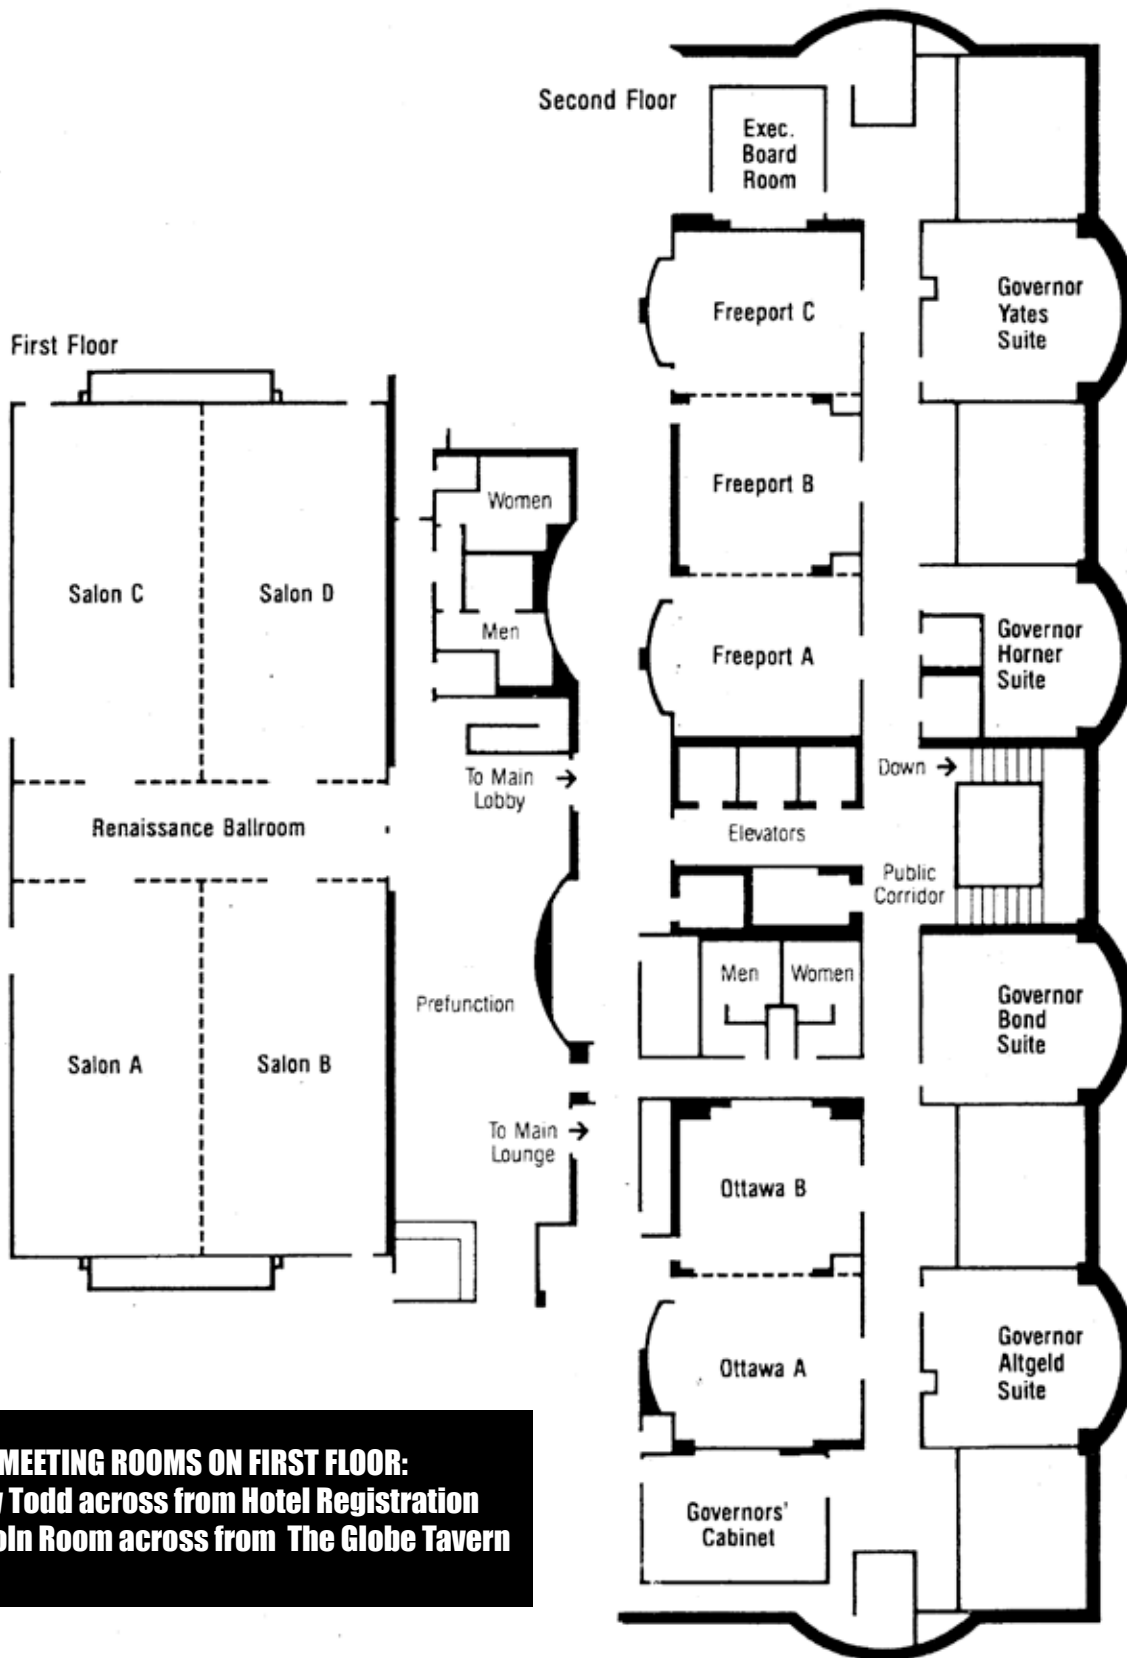 Second Floor
Exec.
Board
Room
Freeport C
Governor
Yates
Suite
First Floor
Freeport B
Women
Salon C
Salon D
Men
Freeport A
Governor
Horner
Suite
To Main →
Lobby
Down →
Renaissance Ballroom
Elevators
Public
Corridor
Men
Women
Prefunction
Governor
Bond
Suite
Salon A
Salon B
To Main →
Lounge
Ottawa B
Ottawa A
Governor
Altgeld
Suite
MEETING ROOMS ON FIRST FLOOR:
Todd across from Hotel Registration
Room across from The Globe Tavern
Governors'
Cabinet